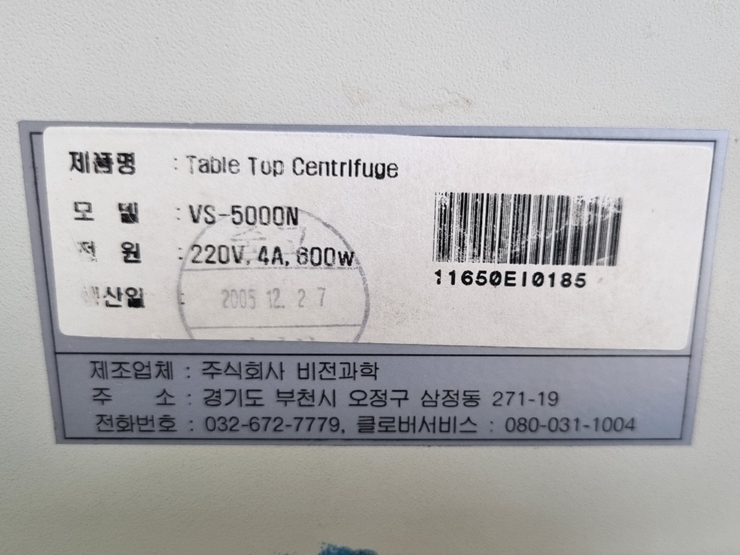 제품명 : Table Top Centrifuge
모 델 : VS-5000N
전 원 : 220V, 4A, 600w
생산일 : 2005 12. 2 7
11650EI0185
제조업체 : 주식회사 비전과학
주 소 : 경기도 부천시 오정구 삼정동 271-19
전화번호 : 032-672-7779, 클로버서비스 : 080-031-1004